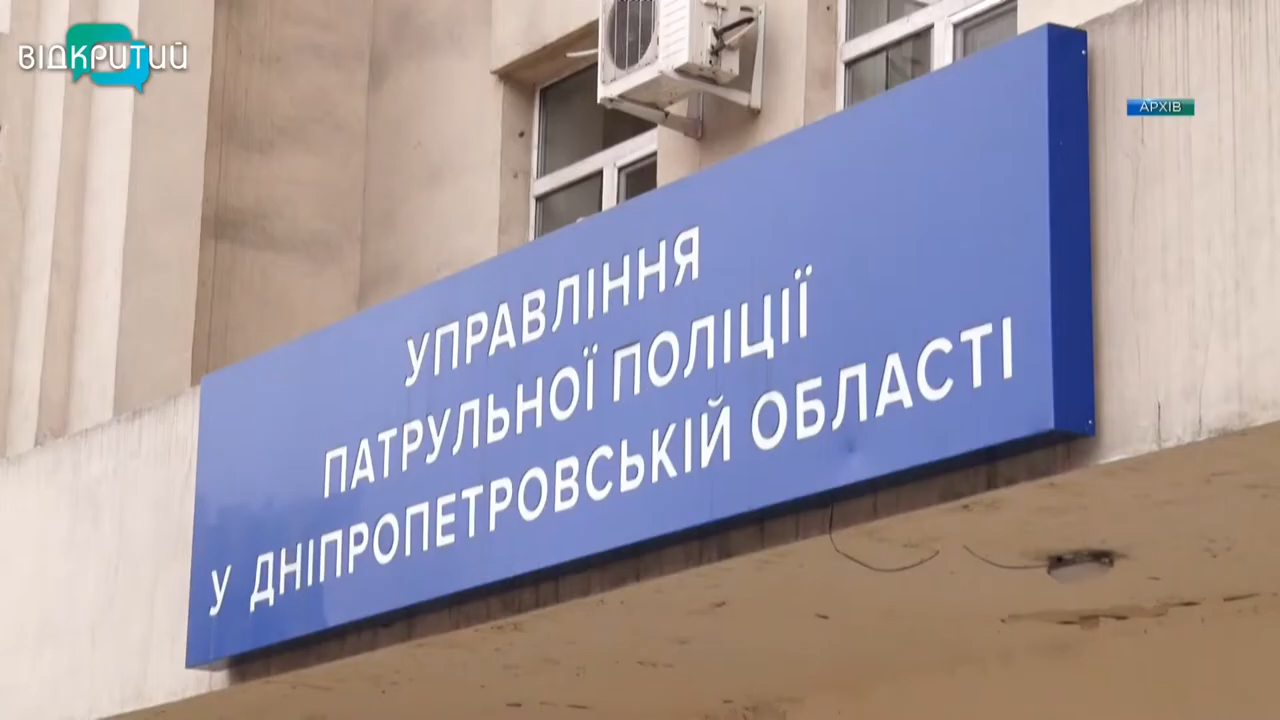 ВІДКРИТИЙ
АРХІВ
УПРАВЛІННЯ
ПАТРУЛЬНОЇ ПОЛІЦІЇ
У ДНІПРОПЕТРОВСЬКІЙ ОБЛАСТІ